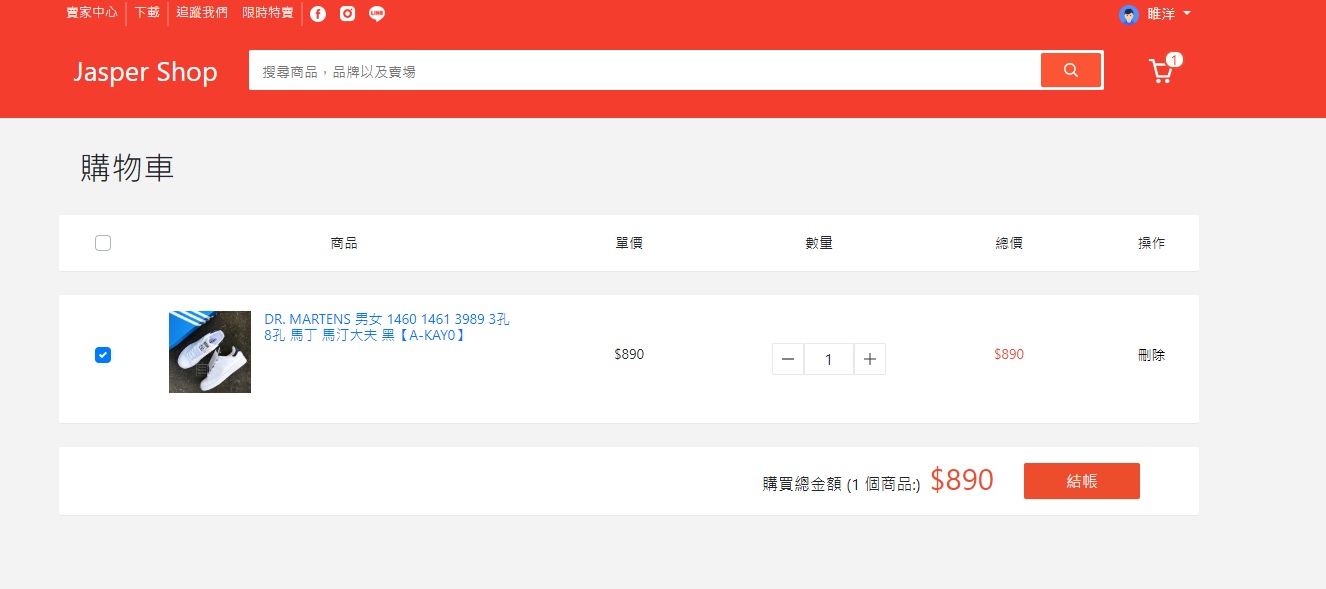 賣家中心 下載 追蹤我們 限時特賣
睢洋
Jasper Shop
搜尋商品，品牌以及賣場
1
購物車
商品 單價 數量 總價 操作
DR. MARTENS 男女 1460 1461 3989 3孔
8孔 馬丁 馬汀大夫 黑【A-KAY0】
$890
1
$890
刪除
購買總金額 (1 個商品:) $890
結帳